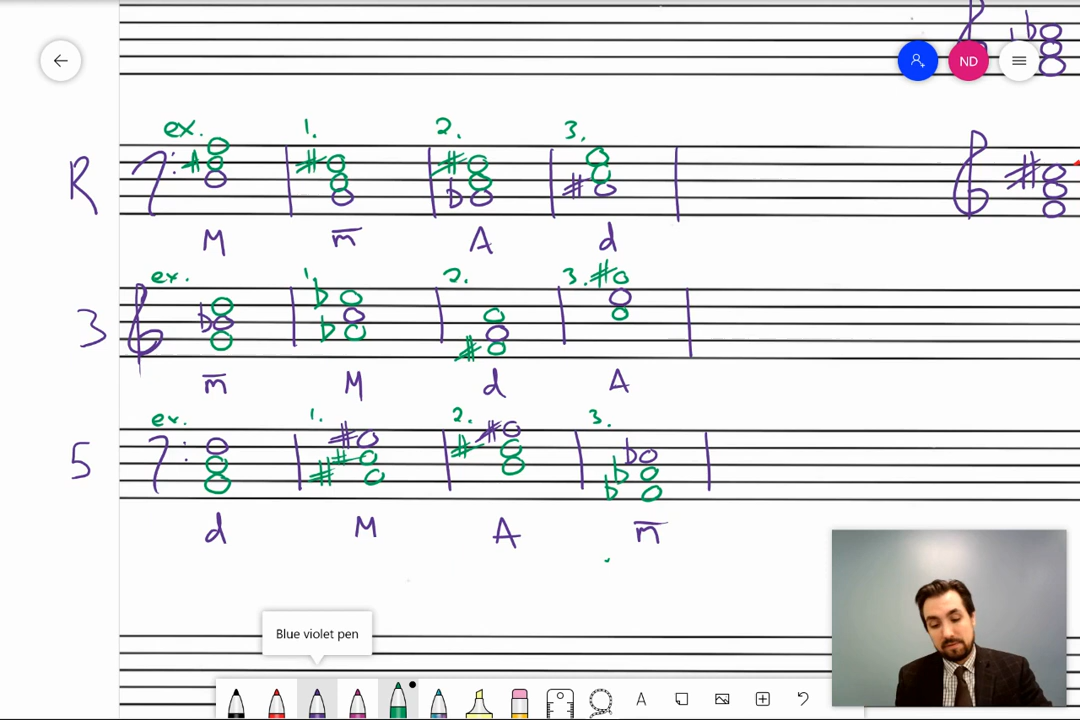 ND
ex. 1. 2. 3.
R
M m A d
ex. 1. 2. 3.
3
m M d A
ex. 1. 2. 3.
5
d M A m
Blue violet pen
A